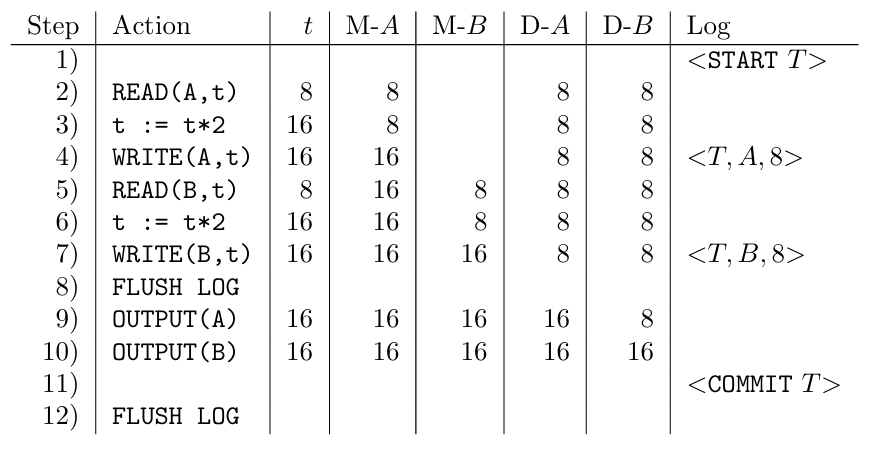 Step Action t M-A M-B D-A D-B Log
1) <START T>
2) READ(A,t) 8 8 8 8
3) t := t*2 16 8 8 8
4) WRITE(A,t) 16 16 8 8 <T, A, 8>
5) READ(B,t) 8 16 8 8 8
6) t := t*2 16 16 8 8 8
7) WRITE(B,t) 16 16 16 8 8 <T, B, 8>
8) FLUSH LOG
9) OUTPUT(A) 16 16 16 16 8
10) OUTPUT(B) 16 16 16 16 16
11) <COMMIT T>
12) FLUSH LOG